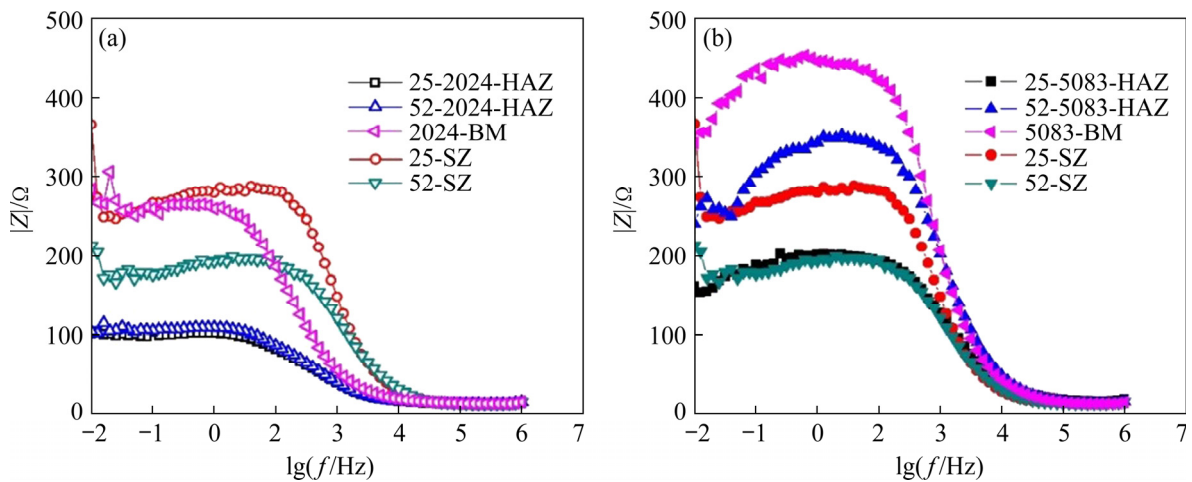 (a)
500
400
300
200
100
0
|Z|/Ω
25-2024-HAZ
52-2024-HAZ
2024-BM
25-SZ
52-SZ
−2 −1 0 1 2 3 4 5 6 7
lg(f/Hz)
(b)
500
400
300
200
100
0
|Z|/Ω
25-5083-HAZ
52-5083-HAZ
5083-BM
25-SZ
52-SZ
−2 −1 0 1 2 3 4 5 6 7
lg(f/Hz)